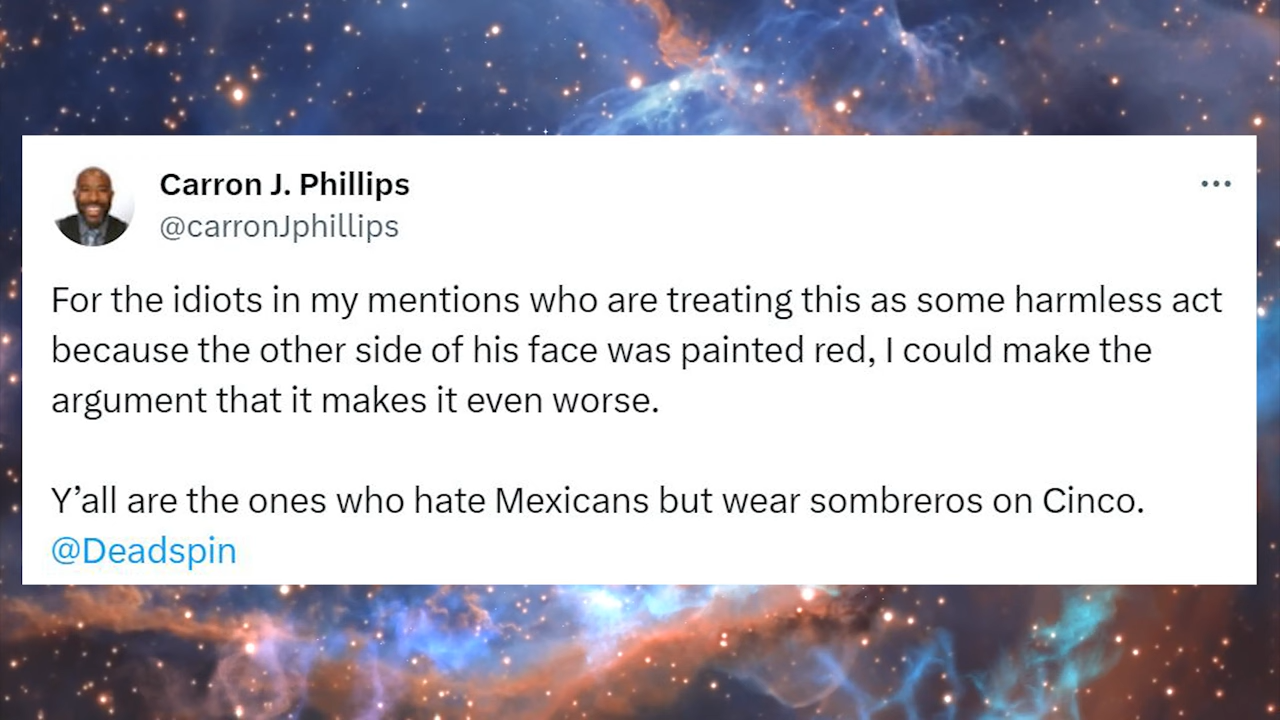 Carron J. Phillips
@carronJphillips
For the idiots in my mentions who are treating this as some harmless act
because the other side of his face was painted red, I could make the
argument that it makes it even worse.
Y’all are the ones who hate Mexicans but wear sombreros on Cinco.
@Deadspin